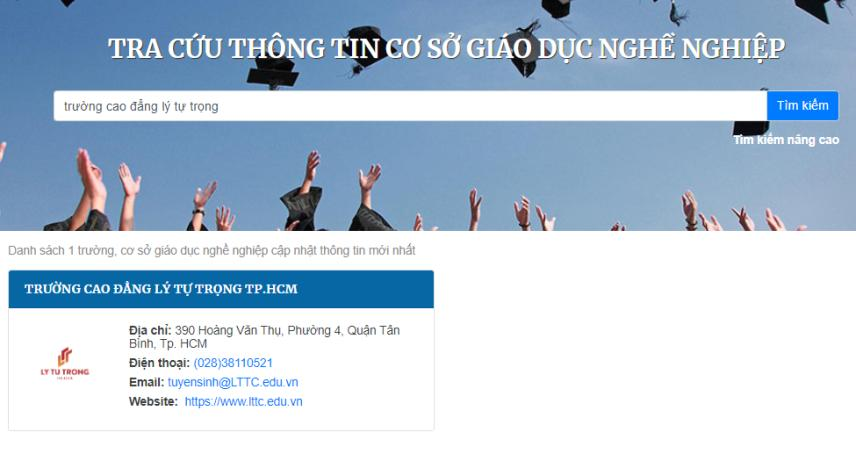 TRA CỨU THÔNG TIN CƠ SỞ GIÁO DỤC NGHỀ NGHIỆP
trường cao đẳng lý tự trọng
Tìm kiếm
Tìm kiếm nâng cao
Danh sách 1 trường, cơ sở giáo dục nghề nghiệp cập nhật thông tin mới nhất
TRƯỜNG CAO ĐẲNG LÝ TỰ TRỌNG TP.HCM
LY TU TRONG
Địa chỉ: 390 Hoàng Văn Thụ, Phường 4, Quận Tân
Bình, Tp. HCM
Điện thoại: (028)38110521
Email: tuyensinh@LTTC.edu.vn
Website: https://www.lttc.edu.vn